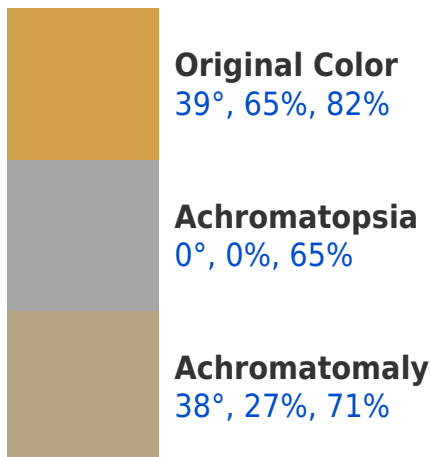 Original Color
39°, 65%, 82%
Achromatopsia
0°, 0%, 65%
Achromatomaly
38°, 27%, 71%